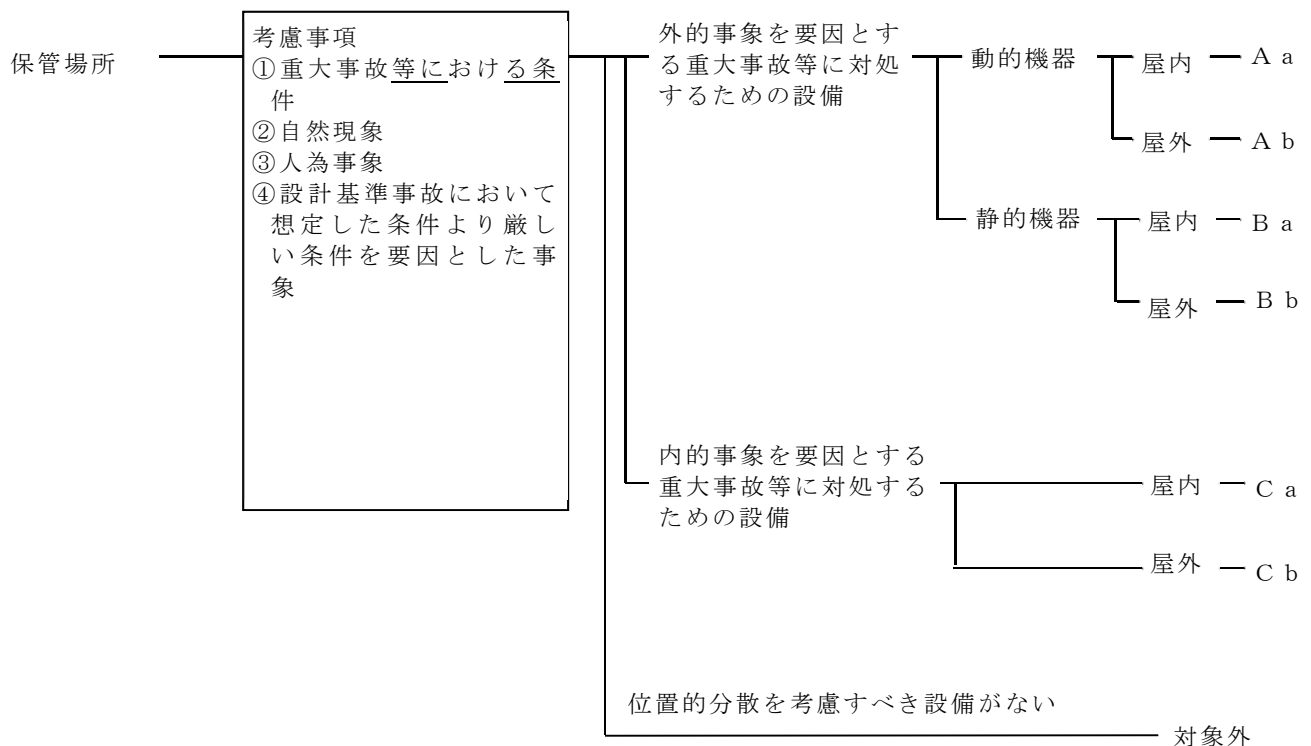 保管場所
考慮事項
①重大事故等における条
件
②自然現象
③人為事象
④設計基準事故において
想定した条件より厳し
い条件を要因とした事
象
外的事象を要因とす
る重大事故等に対処
するための設備
動的機器
屋内
Aa
屋外
Ab
静的機器
屋内
Ba
屋外
Bb
内的事象を要因とする
重大事故等に対処する
ための設備
屋内
Ca
屋外
Cb
位置的分散を考慮すべき設備がない
対象外